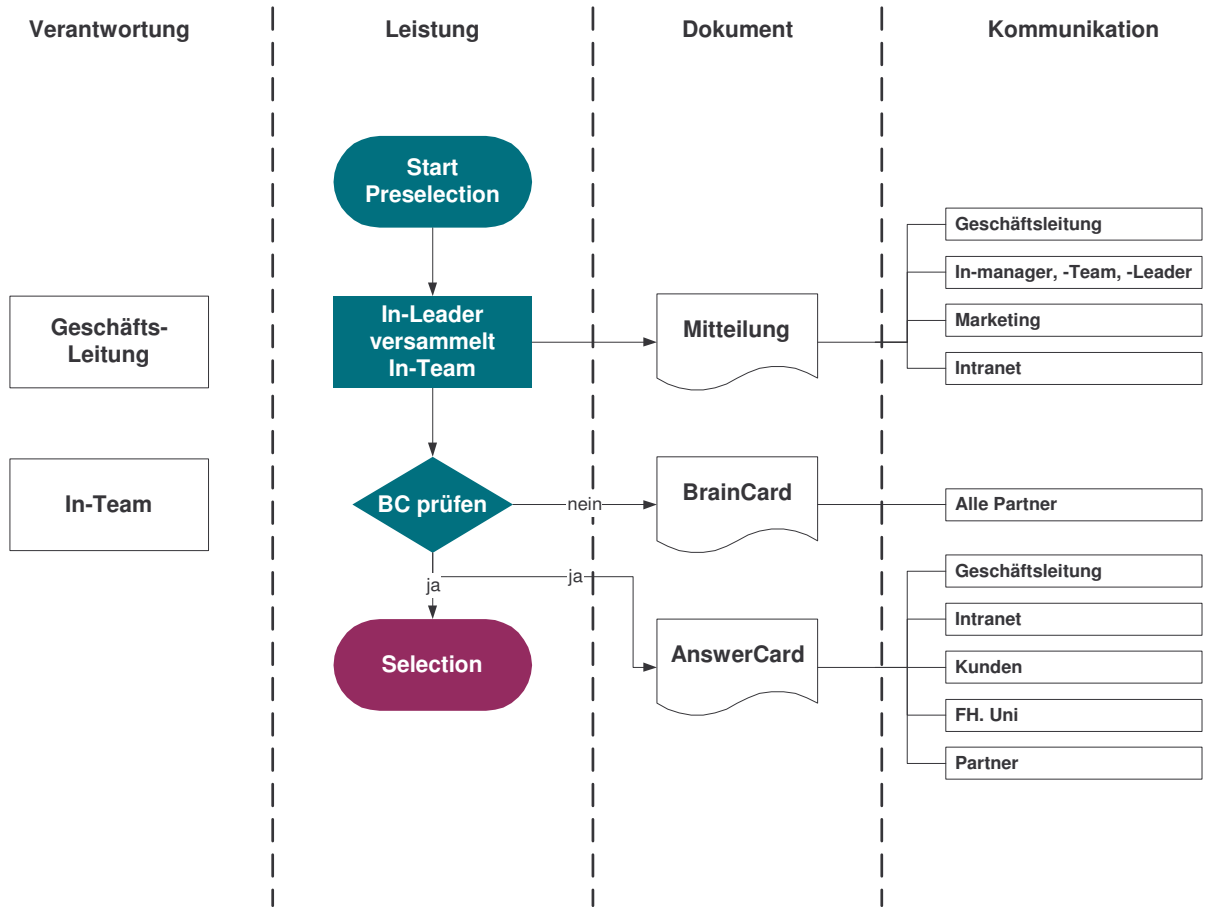 Verantwortung
Leistung
Dokument
Kommunikation
Start
Preselection
Geschäftsleitung
In-manager, -Team, -Leader
Geschäfts-
Leitung
In-Leader
versammelt
In-Team
Mitteilung
Marketing
Intranet
In-Team
BC prüfen
nein
BrainCard
Alle Partner
ja
ja
Geschäftsleitung
Intranet
Selection
AnswerCard
Kunden
FH. Uni
Partner